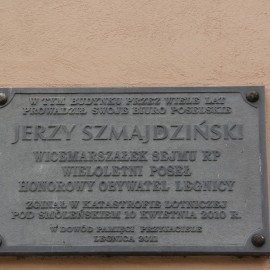 W TYM BUDYNKU PRZEZ WIELE LAT
PROWADZIŁ SWOJE BIURO POSELSKIE
JERZY SZMAJDZIŃSKI
WICEMARSZAŁEK SEJMU RP
WIELOLETNI POSEŁ
HONOROWY OBYWATEL LEGNICY
ZGINĄŁ W KATASTROFIE LOTNICZEJ
POD SMOLEŃSKIEM 10 KWIETNIA 2010 R.
W DOWÓD PAMIĘCI PRZYJACIELE
LEGNICA 2011